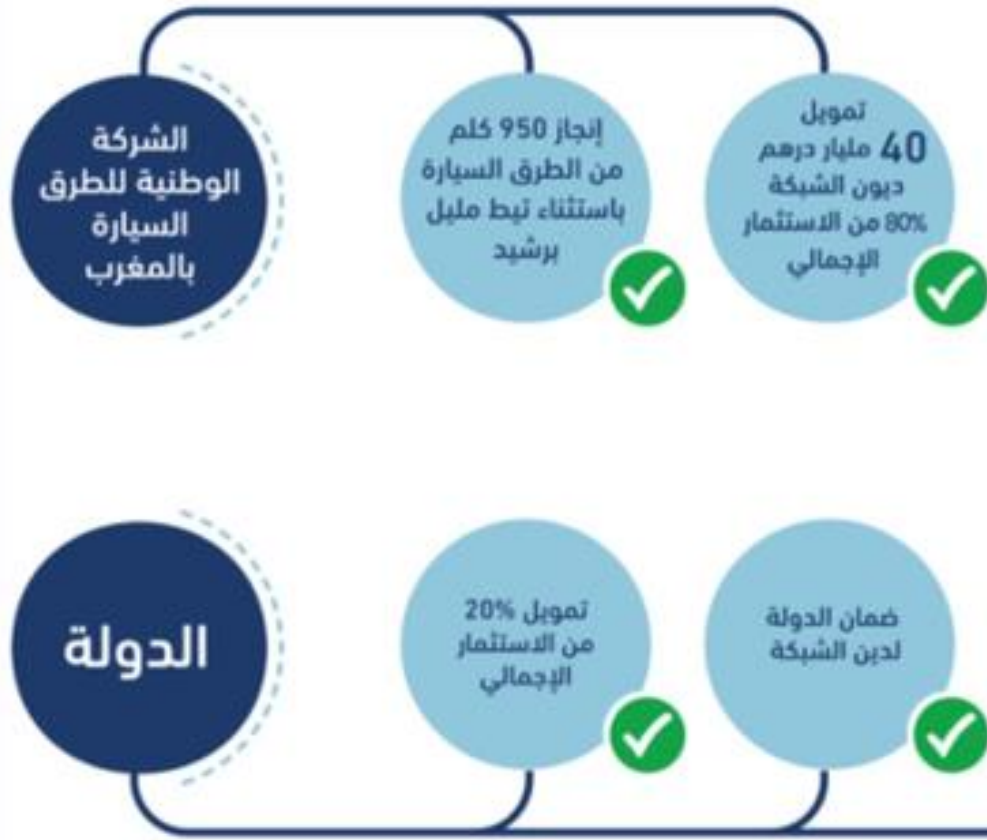 الشركة
الوطنية للطرق
السيارة
بالمغرب
إنجاز 950 كلم
من الطرق السيارة
باستثناء تيط مليل
برشيد
تمويل
40 مليار درهم
ديون الشبكة
80% من الاستثمار
الإجمالي
الدولة
تمويل 20%
من الاستثمار
الإجمالي
ضمان الدولة
لدين الشبكة